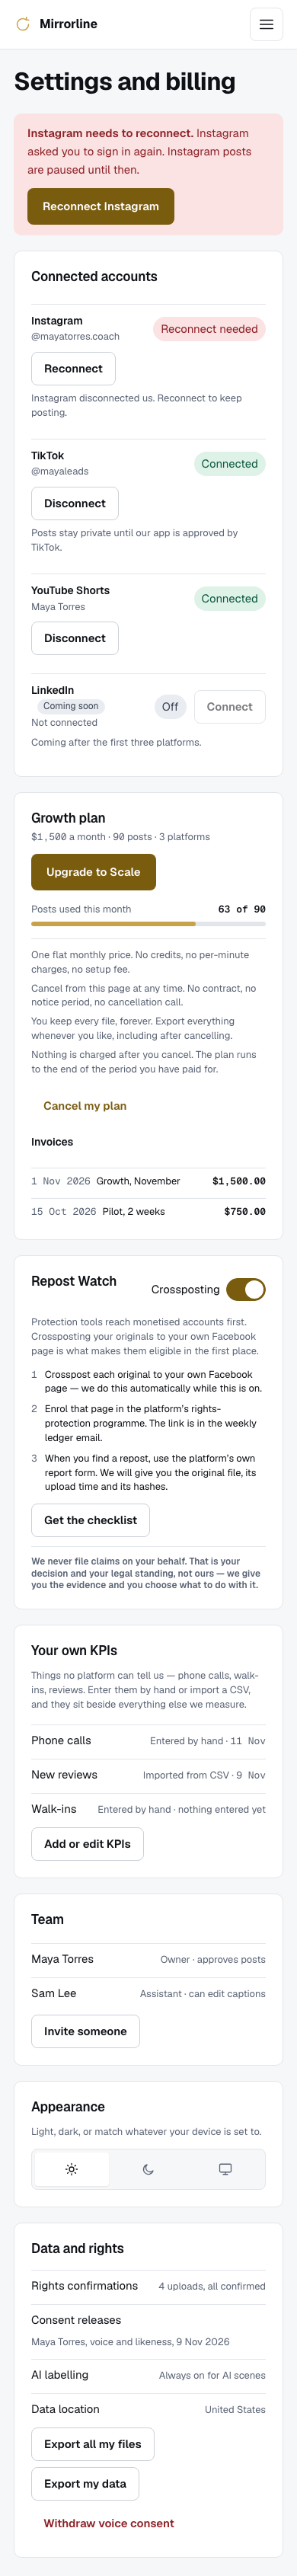 Mirrorline
Settings and billing
Instagram needs to reconnect. Instagram
asked you to sign in again. Instagram posts
are paused until then.
Reconnect Instagram
Connected accounts
Instagram
@mayatorres.coach
Reconnect needed
Reconnect
Instagram disconnected us. Reconnect to keep
posting.
TikTok
@mayaleads
Connected
Disconnect
Posts stay private until our app is approved by
TikTok.
YouTube Shorts
Maya Torres
Connected
Disconnect
LinkedIn
Coming soon
Not connected
Off
Connect
Coming after the first three platforms.
Growth plan
$1,500 a month · 90 posts · 3 platforms
Upgrade to Scale
Posts used this month 63 of 90
One flat monthly price. No credits, no per-minute
charges, no setup fee.
Cancel from this page at any time. No contract, no
notice period, no cancellation call.
You keep every file, forever. Export everything
whenever you like, including after cancelling.
Nothing is charged after you cancel. The plan runs
to the end of the period you have paid for.
Cancel my plan
Invoices
1 Nov 2026 Growth, November $1,500.00
15 Oct 2026 Pilot, 2 weeks $750.00
Repost Watch
Crossposting
Protection tools reach monetised accounts first.
Crossposting your originals to your own Facebook
page is what makes them eligible in the first place.
1 Crosspost each original to your own Facebook
page — we do this automatically while this is on.
2 Enrol that page in the platform's rights-
protection programme. The link is in the weekly
ledger email.
3 When you find a repost, use the platform's own
report form. We will give you the original file, its
upload time and its hashes.
Get the checklist
We never file claims on your behalf. That is your
decision and your legal standing, not ours — we give
you the evidence and you choose what to do with it.
Your own KPIs
Things no platform can tell us — phone calls, walk-
ins, reviews. Enter them by hand or import a CSV,
and they sit beside everything else we measure.
Phone calls Entered by hand · 11 Nov
New reviews Imported from CSV · 9 Nov
Walk-ins Entered by hand · nothing entered yet
Add or edit KPIs
Team
Maya Torres Owner · approves posts
Sam Lee Assistant · can edit captions
Invite someone
Appearance
Light, dark, or match whatever your device is set to.
Data and rights
Rights confirmations 4 uploads, all confirmed
Consent releases
Maya Torres, voice and likeness, 9 Nov 2026
AI labelling Always on for AI scenes
Data location United States
Export all my files
Export my data
Withdraw voice consent